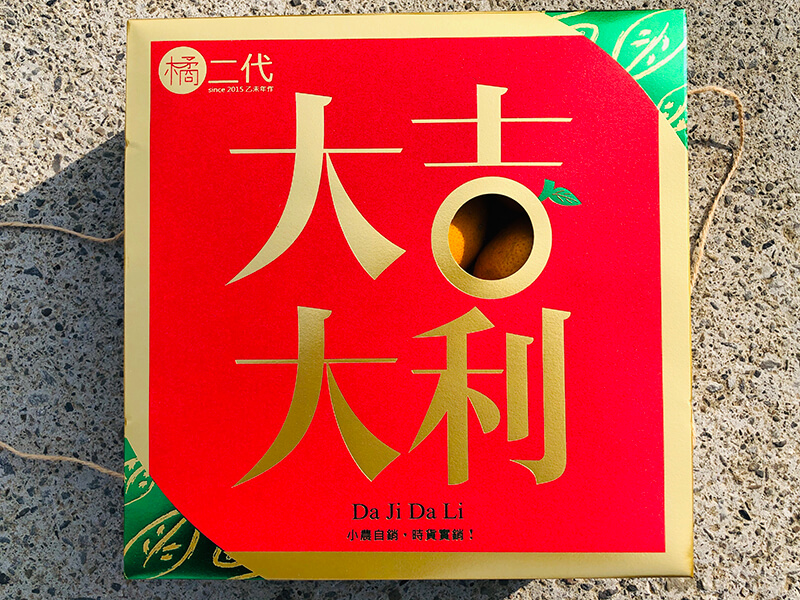 橘二代
since 2015 乙未年作
大吉
大利
Da Ji Da Li
小農自銷、時貨實銷！